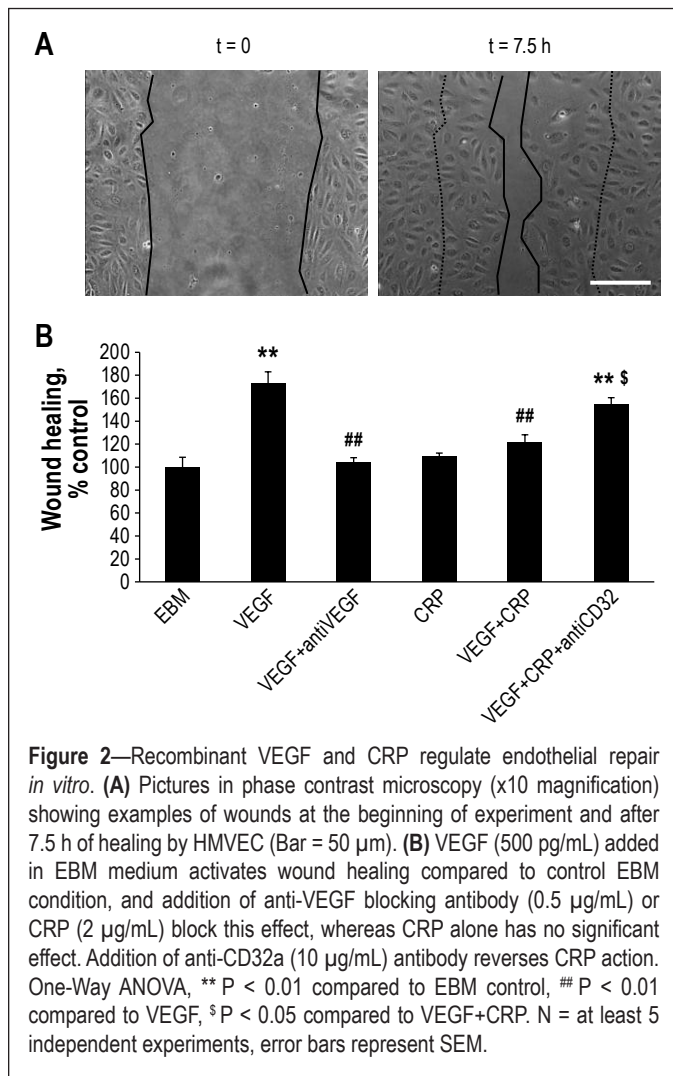 A
t = 0
t = 7.5 h
B
Wound healing,
% control
200
180
160
140
120
100
80
60
40
20
0
**
##
##
** $
EBM
VEGF
VEGF+antiVEGF
CRP
VEGF+CRP
VEGF+CRP+antiCD32
Figure 2—Recombinant VEGF and CRP regulate endothelial repair
in vitro. (A) Pictures in phase contrast microscopy (x10 magnification)
showing examples of wounds at the beginning of experiment and after
7.5 h of healing by HMVEC (Bar = 50 µm). (B) VEGF (500 pg/mL) added
in EBM medium activates wound healing compared to control EBM
condition, and addition of anti-VEGF blocking antibody (0.5 µg/mL) or
CRP (2 µg/mL) block this effect, whereas CRP alone has no significant
effect. Addition of anti-CD32a (10 µg/mL) antibody reverses CRP action.
One-Way ANOVA, ** P < 0.01 compared to EBM control, ## P < 0.01
compared to VEGF, $ P < 0.05 compared to VEGF+CRP. N = at least 5
independent experiments, error bars represent SEM.